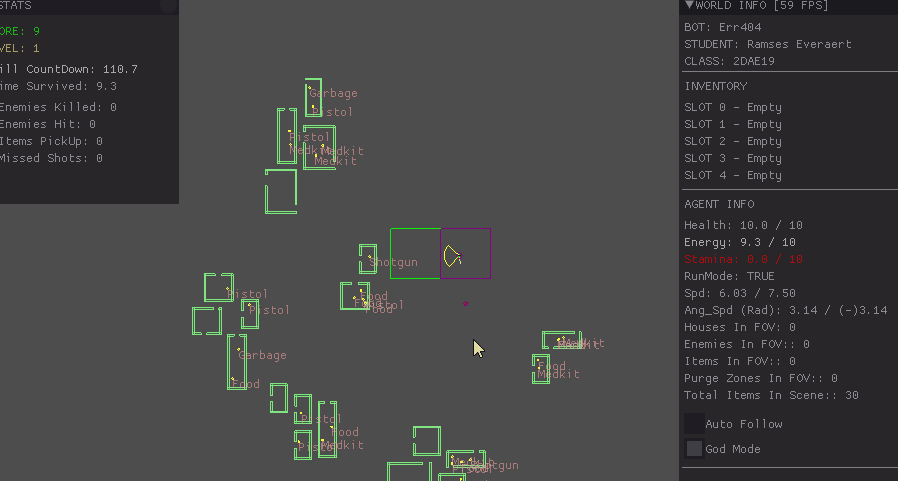 STATS
ORE: 9
VEL: 1
ill CountDown: 110.7
ime Survived: 9.3
Enemies Killed: 0
Enemies Hit: 0
Items PickUp: 0
Missed Shots: 0
Garbage
Pistol
Pistol
Medkit
Medkit
Medkit
Shotgun
Food
Food
Pistol
Food
Pistol
Pistol
Garbage
Food
Medkit
Food
Medkit
Pistol
Food
Pistol
Medkit
Medkit
Shotgun
Pistol
▼WORLD INFO [59 FPS]
BOT: Err404
STUDENT: Ramses Everaert
CLASS: 2DAE19
INVENTORY
SLOT 0 - Empty
SLOT 1 - Empty
SLOT 2 - Empty
SLOT 3 - Empty
SLOT 4 - Empty
AGENT INFO
Health: 10.0 / 10
Energy: 9.3 / 10
Stamina: 0.0 / 10
RunMode: TRUE
Spd: 6.03 / 7.50
Ang_Spd (Rad): 3.14 / (-)3.14
Houses In FOV: 0
Enemies In FOV:: 0
Items In FOV:: 0
Purge Zones In FOV:: 0
Total Items In Scene:: 30
Auto Follow
God Mode